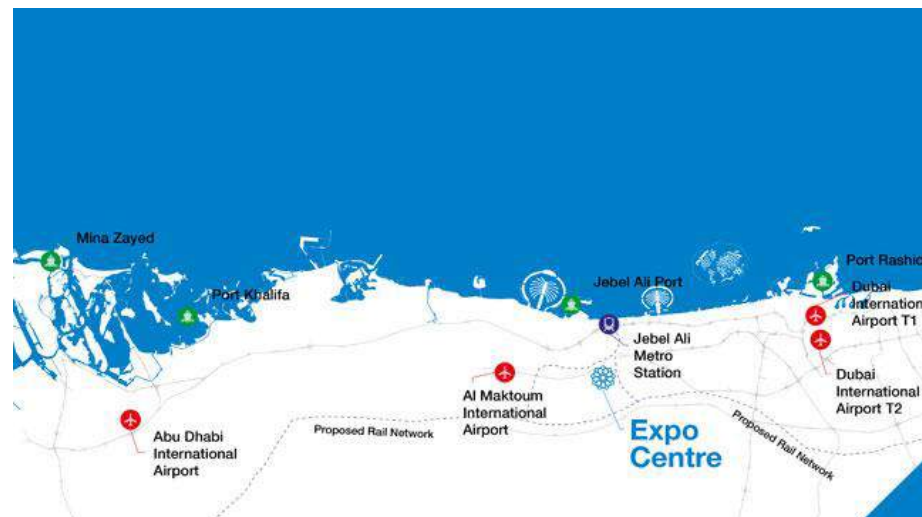 Mina Zayed
Port Khalifa
Jebel Ali Port
Port Rashid
Dubai
Internation
Airport T1
Jebel Ali
Metro
Station
Dubai
International
Airport T2
Al Maktoum
International
Airport
Expo
Centre
Abu Dhabi
International
Airport
Proposed Rail Network
Proposed Rail Network